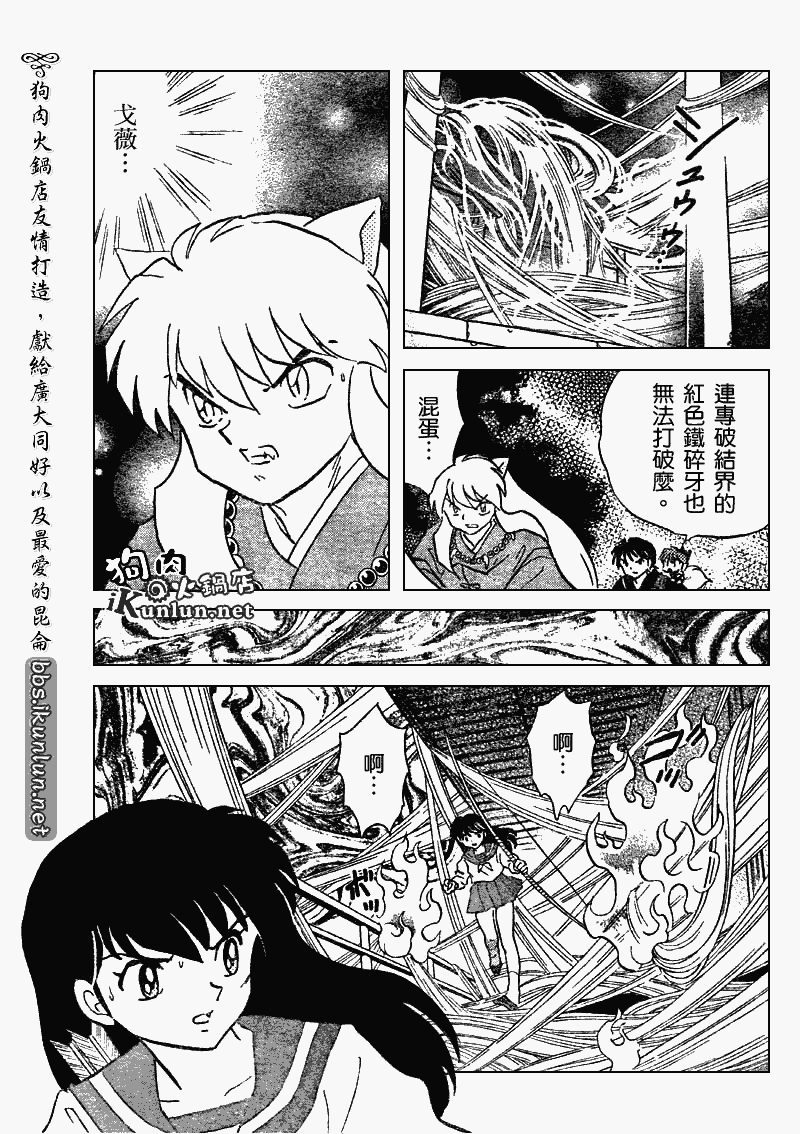 シュウゥ…
連專破結界的
紅色鐵碎牙也
無法打破麼。
混蛋…
戈薇…
啊…
啊…
ボッ
狗肉火鍋店友情打造，獻給廣大同好以及最愛的昆侖
bbs.ikunlun.net
狗肉火鍋店
iKunlun.net